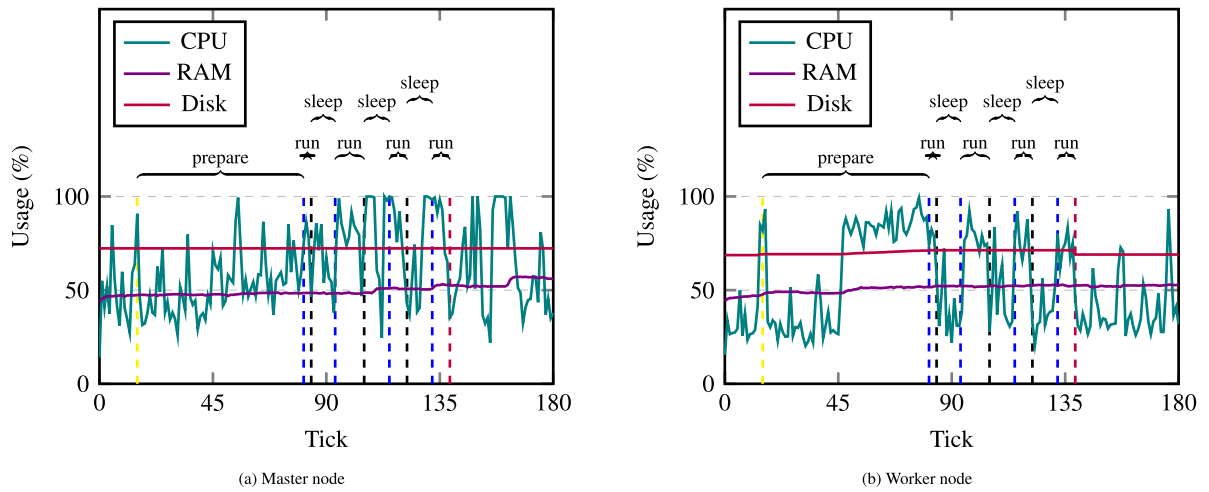 CPU
RAM
Disk
sleep
sleep
sleep
run
run
run
run
prepare
Usage (%)
100
50
0
0
45
90
135
180
Tick
(a) Master node
CPU
RAM
Disk
sleep
sleep
sleep
run
run
run
run
prepare
Usage (%)
100
50
0
0
45
90
135
180
Tick
(b) Worker node